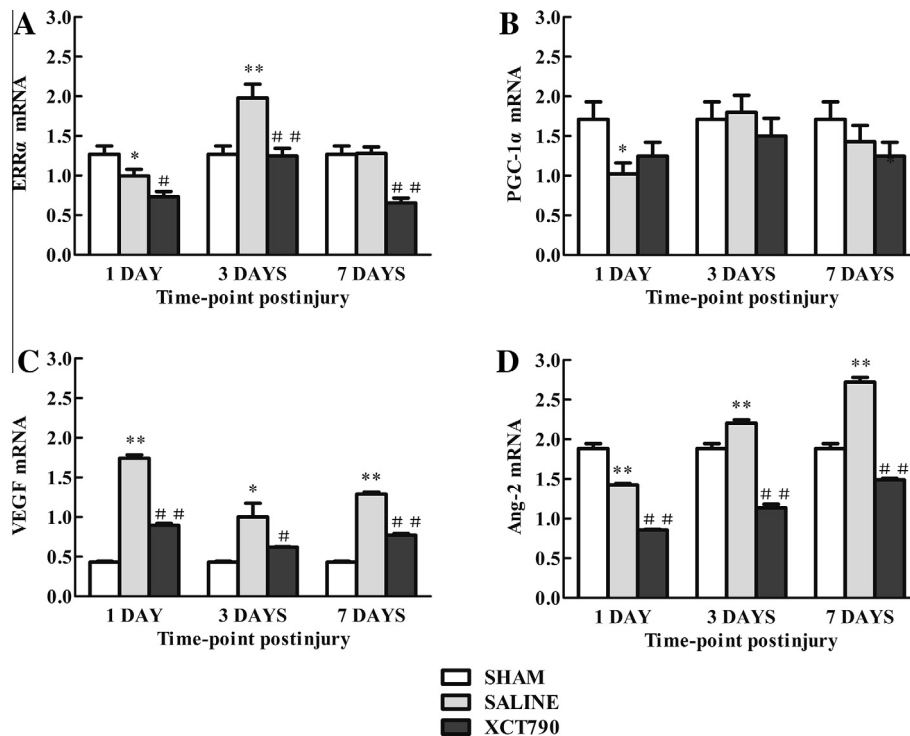 A
ERRα mRNA
3.0
2.5
2.0
1.5
1.0
0.5
0.0
*
#
**
# #
# #
1 DAY 3 DAYS 7 DAYS
Time-point postinjury
B
PGC-1α mRNA
3.0
2.5
2.0
1.5
1.0
0.5
0.0
*
*
1 DAY 3 DAYS 7 DAYS
Time-point postinjury
C
VEGF mRNA
3.0
2.5
2.0
1.5
1.0
0.5
0.0
**
# #
*
#
**
# #
1 DAY 3 DAYS 7 DAYS
Time-point postinjury
D
Ang-2 mRNA
3.0
2.5
2.0
1.5
1.0
0.5
0.0
**
# #
**
# #
**
# #
1 DAY 3 DAYS 7 DAYS
Time-point postinjury
SHAM
SALINE
XCT790